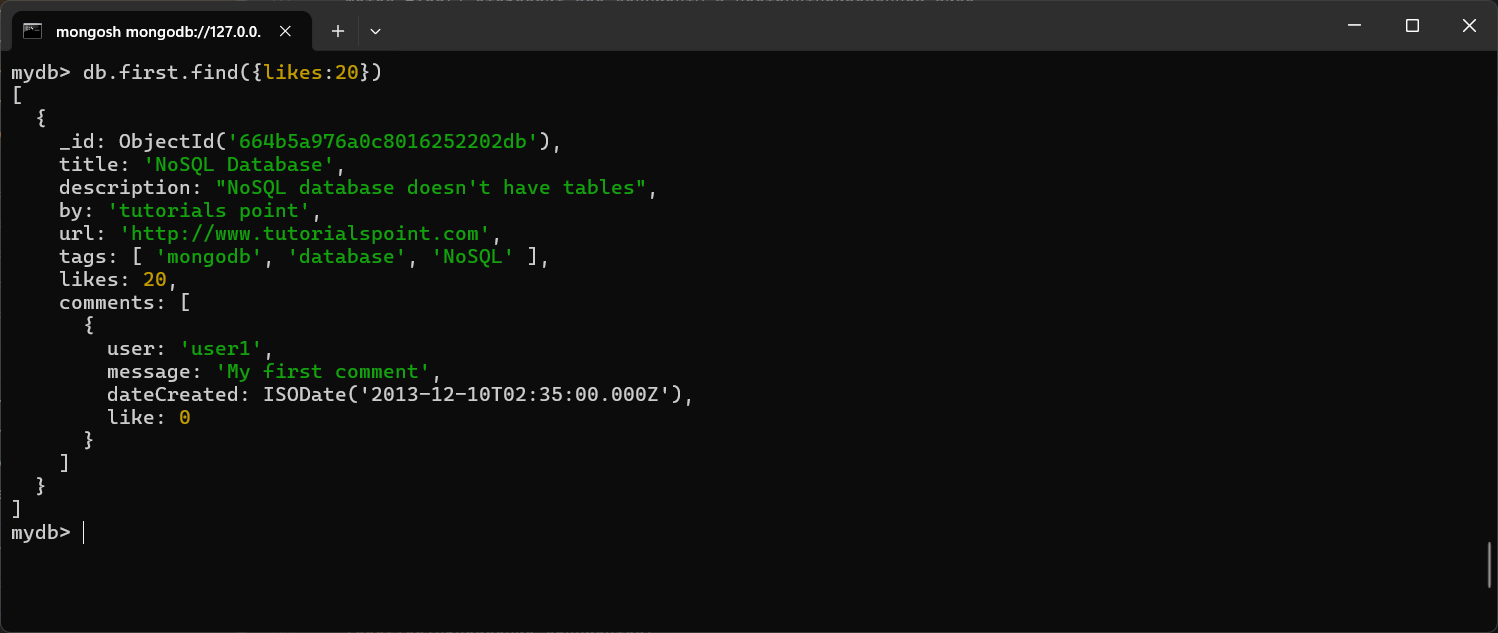 mongosh mongodb://127.0.0.
mydb> db.first.find({likes:20})
[
  {
    _id: ObjectId('664b5a976a0c8016252202db'),
    title: 'NoSQL Database',
    description: "NoSQL database doesn't have tables",
    by: 'tutorials point',
    url: 'http://www.tutorialspoint.com',
    tags: [ 'mongodb', 'database', 'NoSQL' ],
    likes: 20,
    comments: [
      {
        user: 'user1',
        message: 'My first comment',
        dateCreated: ISODate('2013-12-10T02:35:00.000Z'),
        like: 0
      }
    ]
  }
]
mydb>